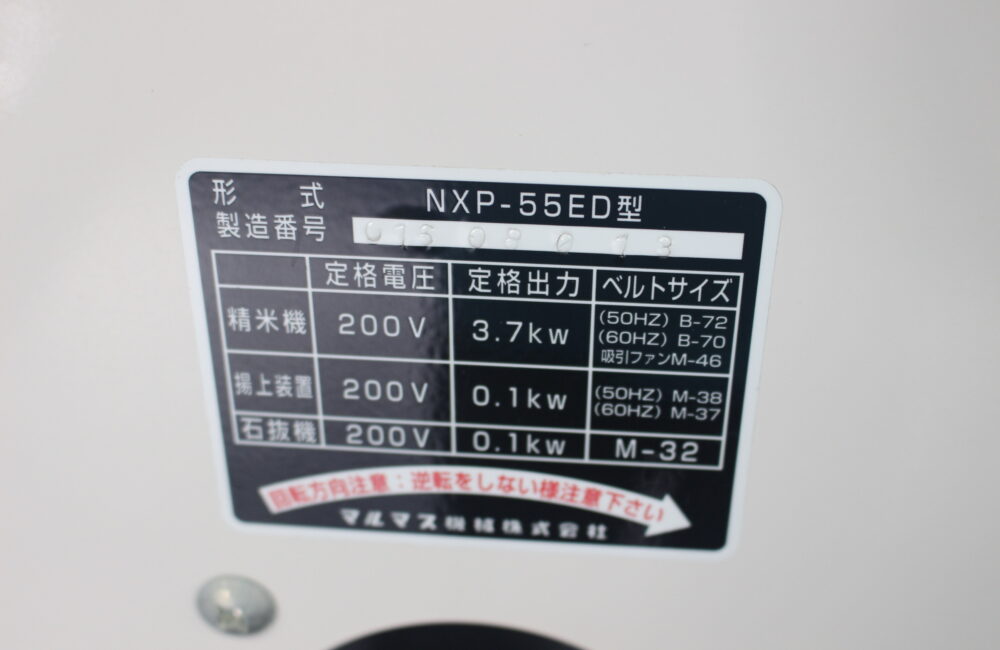 形式 NXP-55ED型
製造番号
定格電圧 定格出力 ベルトサイズ
精米機 200V 3.7kw (50HZ) B-72
(60HZ) B-70
吸引ファンM-46
揚上装置 200V 0.1kw (50HZ) M-38
(60HZ) M-37
石抜機 200V 0.1kw M-32
回転方向注意：逆転をしない様注意下さい
マルマス機械株式会社